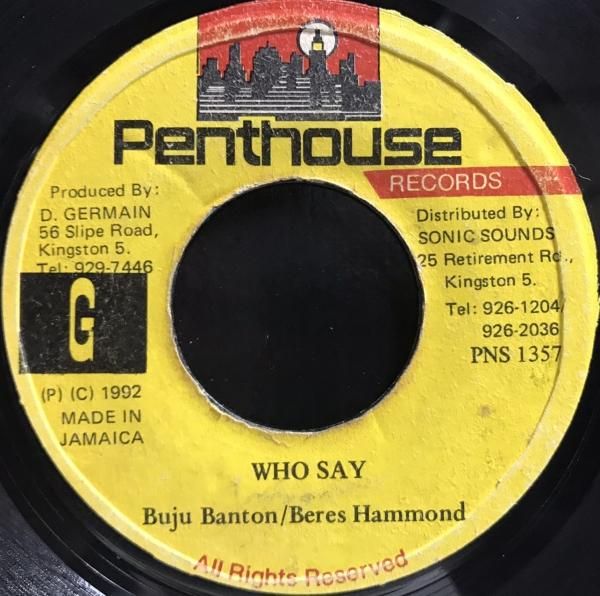 Penthouse
RECORDS
Produced By:
D. GERMAIN
56 Slipe Road,
Kingston 5.
Tel: 929-7446
G
(P) (C) 1992
MADE IN
JAMAICA
Distributed By:
SONIC SOUNDS
25 Retirement Rd.,
Kingston 5.
Tel: 926-1204/
926-2036
PNS 1357
WHO SAY
Buju Banton/Beres Hammond
All Rights Reserved